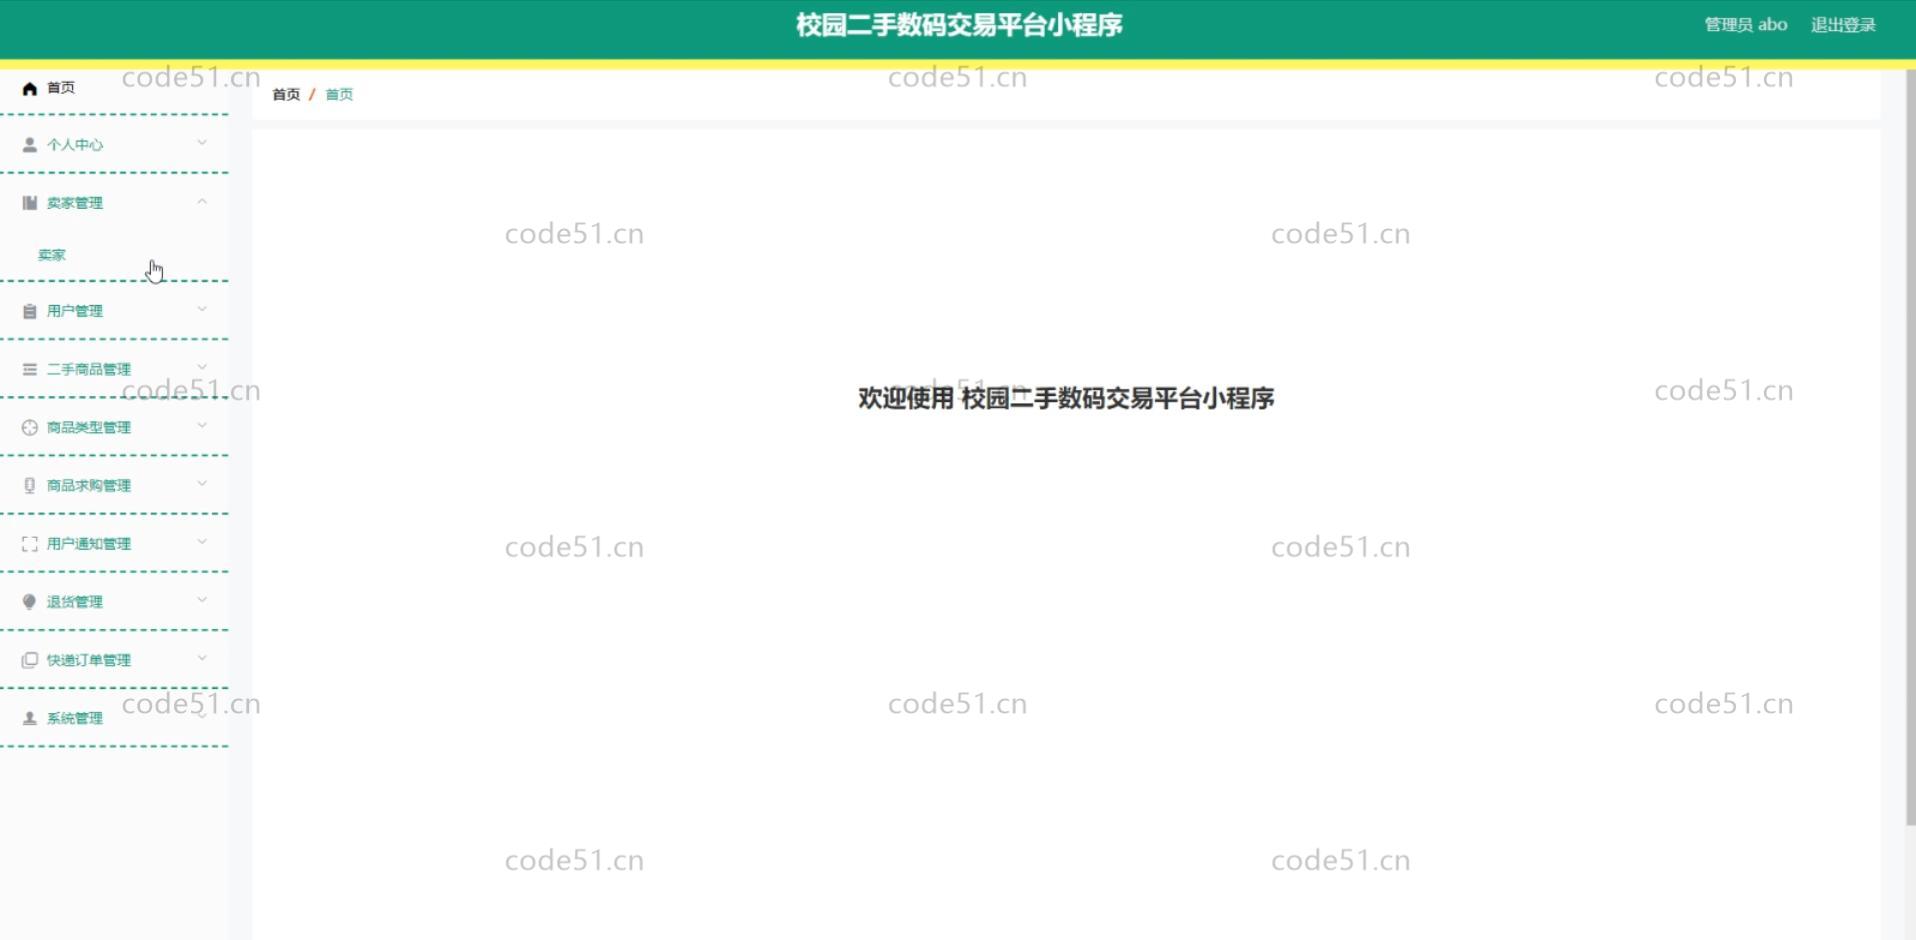 校园二手数码交易平台小程序
管理员 abo 退出登录
code51.cn code51.cn code51.cn
首页
首页 / 首页
个人中心
卖家管理
code51.cn code51.cn
卖家
用户管理
二手商品管理
code51.cn code51.cn code51.cn
欢迎使用 校园二手数码交易平台小程序
商品类型管理
商品求购管理
用户通知管理
code51.cn code51.cn
退货管理
快递订单管理
code51.cn code51.cn code51.cn
系统管理
code51.cn code51.cn